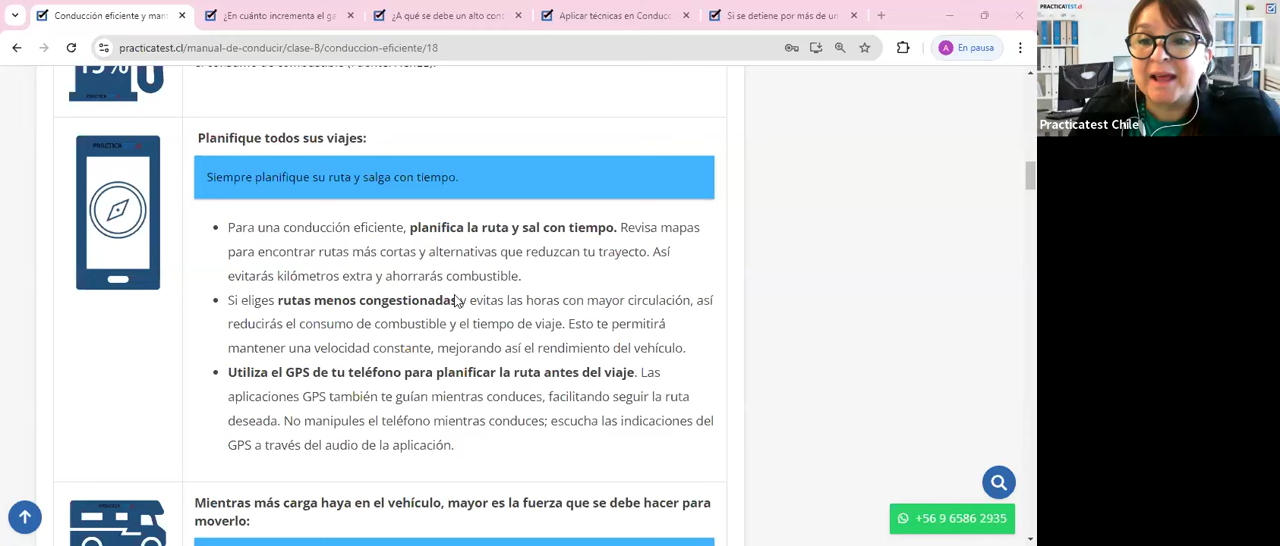 Conducción eficiente y mant
¿En cuánto incrementa el ga
¿A qué se debe un alto cont
Aplicar técnicas en Conducc
Si se detiene por más de un
practicatest.cl/manual-de-conducir/clase-B/conduccion-eficiente/18
A
En pausa
PRACTICATEST.cl
Practicatest Chile
15%
Planifique todos sus viajes:
Siempre planifique su ruta y salga con tiempo.
Para una conducción eficiente, planifica la ruta y sal con tiempo. Revisa mapas
para encontrar rutas más cortas y alternativas que reduzcan tu trayecto. Así
evitarás kilómetros extra y ahorrarás combustible.
Si eliges rutas menos congestionadas y evitas las horas con mayor circulación, así
reducirás el consumo de combustible y el tiempo de viaje. Esto te permitirá
mantener una velocidad constante, mejorando así el rendimiento del vehículo.
Utiliza el GPS de tu teléfono para planificar la ruta antes del viaje. Las
aplicaciones GPS también te guían mientras conduces, facilitando seguir la ruta
deseada. No manipules el teléfono mientras conduces; escucha las indicaciones del
GPS a través del audio de la aplicación.
Mientras más carga haya en el vehículo, mayor es la fuerza que se debe hacer para
moverlo:
+56 9 6586 2935